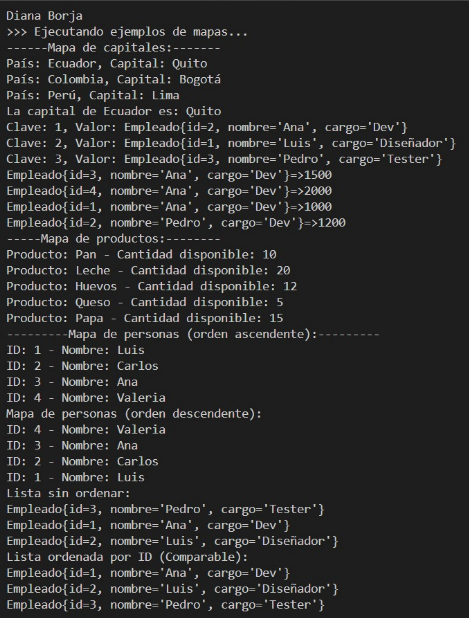 Diana Borja
>>> Ejecutando ejemplos de mapas...
------Mapa de capitales:-------
País: Ecuador, Capital: Quito
País: Colombia, Capital: Bogotá
País: Perú, Capital: Lima
La capital de Ecuador es: Quito
Clave: 1, Valor: Empleado{id=2, nombre='Ana', cargo='Dev'}
Clave: 2, Valor: Empleado{id=1, nombre='Luis', cargo='Diseñador'}
Clave: 3, Valor: Empleado{id=3, nombre='Pedro', cargo='Tester'}
Empleado{id=3, nombre='Ana', cargo='Dev'}=>1500
Empleado{id=4, nombre='Ana', cargo='Dev'}=>2000
Empleado{id=1, nombre='Ana', cargo='Dev'}=>1000
Empleado{id=2, nombre='Pedro', cargo='Dev'}=>1200
-----Mapa de productos:--------
Producto: Pan - Cantidad disponible: 10
Producto: Leche - Cantidad disponible: 20
Producto: Huevos - Cantidad disponible: 12
Producto: Queso - Cantidad disponible: 5
Producto: Papa - Cantidad disponible: 15
---------Mapa de personas (orden ascendente):---------
ID: 1 - Nombre: Luis
ID: 2 - Nombre: Carlos
ID: 3 - Nombre: Ana
ID: 4 - Nombre: Valeria
Mapa de personas (orden descendente):
ID: 4 - Nombre: Valeria
ID: 3 - Nombre: Ana
ID: 2 - Nombre: Carlos
ID: 1 - Nombre: Luis
Lista sin ordenar:
Empleado{id=3, nombre='Pedro', cargo='Tester'}
Empleado{id=1, nombre='Ana', cargo='Dev'}
Empleado{id=2, nombre='Luis', cargo='Diseñador'}
Lista ordenada por ID (Comparable):
Empleado{id=1, nombre='Ana', cargo='Dev'}
Empleado{id=2, nombre='Luis', cargo='Diseñador'}
Empleado{id=3, nombre='Pedro', cargo='Tester'}